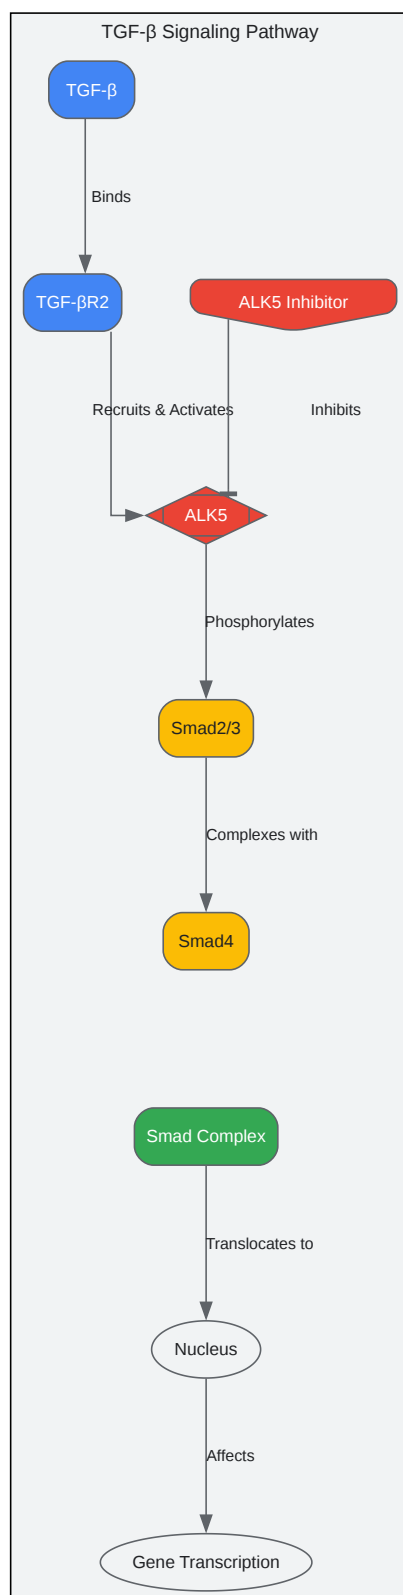 TGF-β Signaling Pathway
TGF-β
Binds
TGF-βR2
ALK5 Inhibitor
Recruits & Activates
Inhibits
ALK5
Phosphorylates
Smad2/3
Complexes with
Smad4
Smad Complex
Translocates to
Nucleus
Affects
Gene Transcription